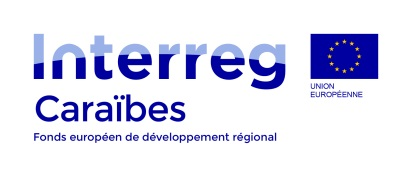 Interreg
Caraïbes
Fonds européen de développement régional
UNION
EUROPÉENNE